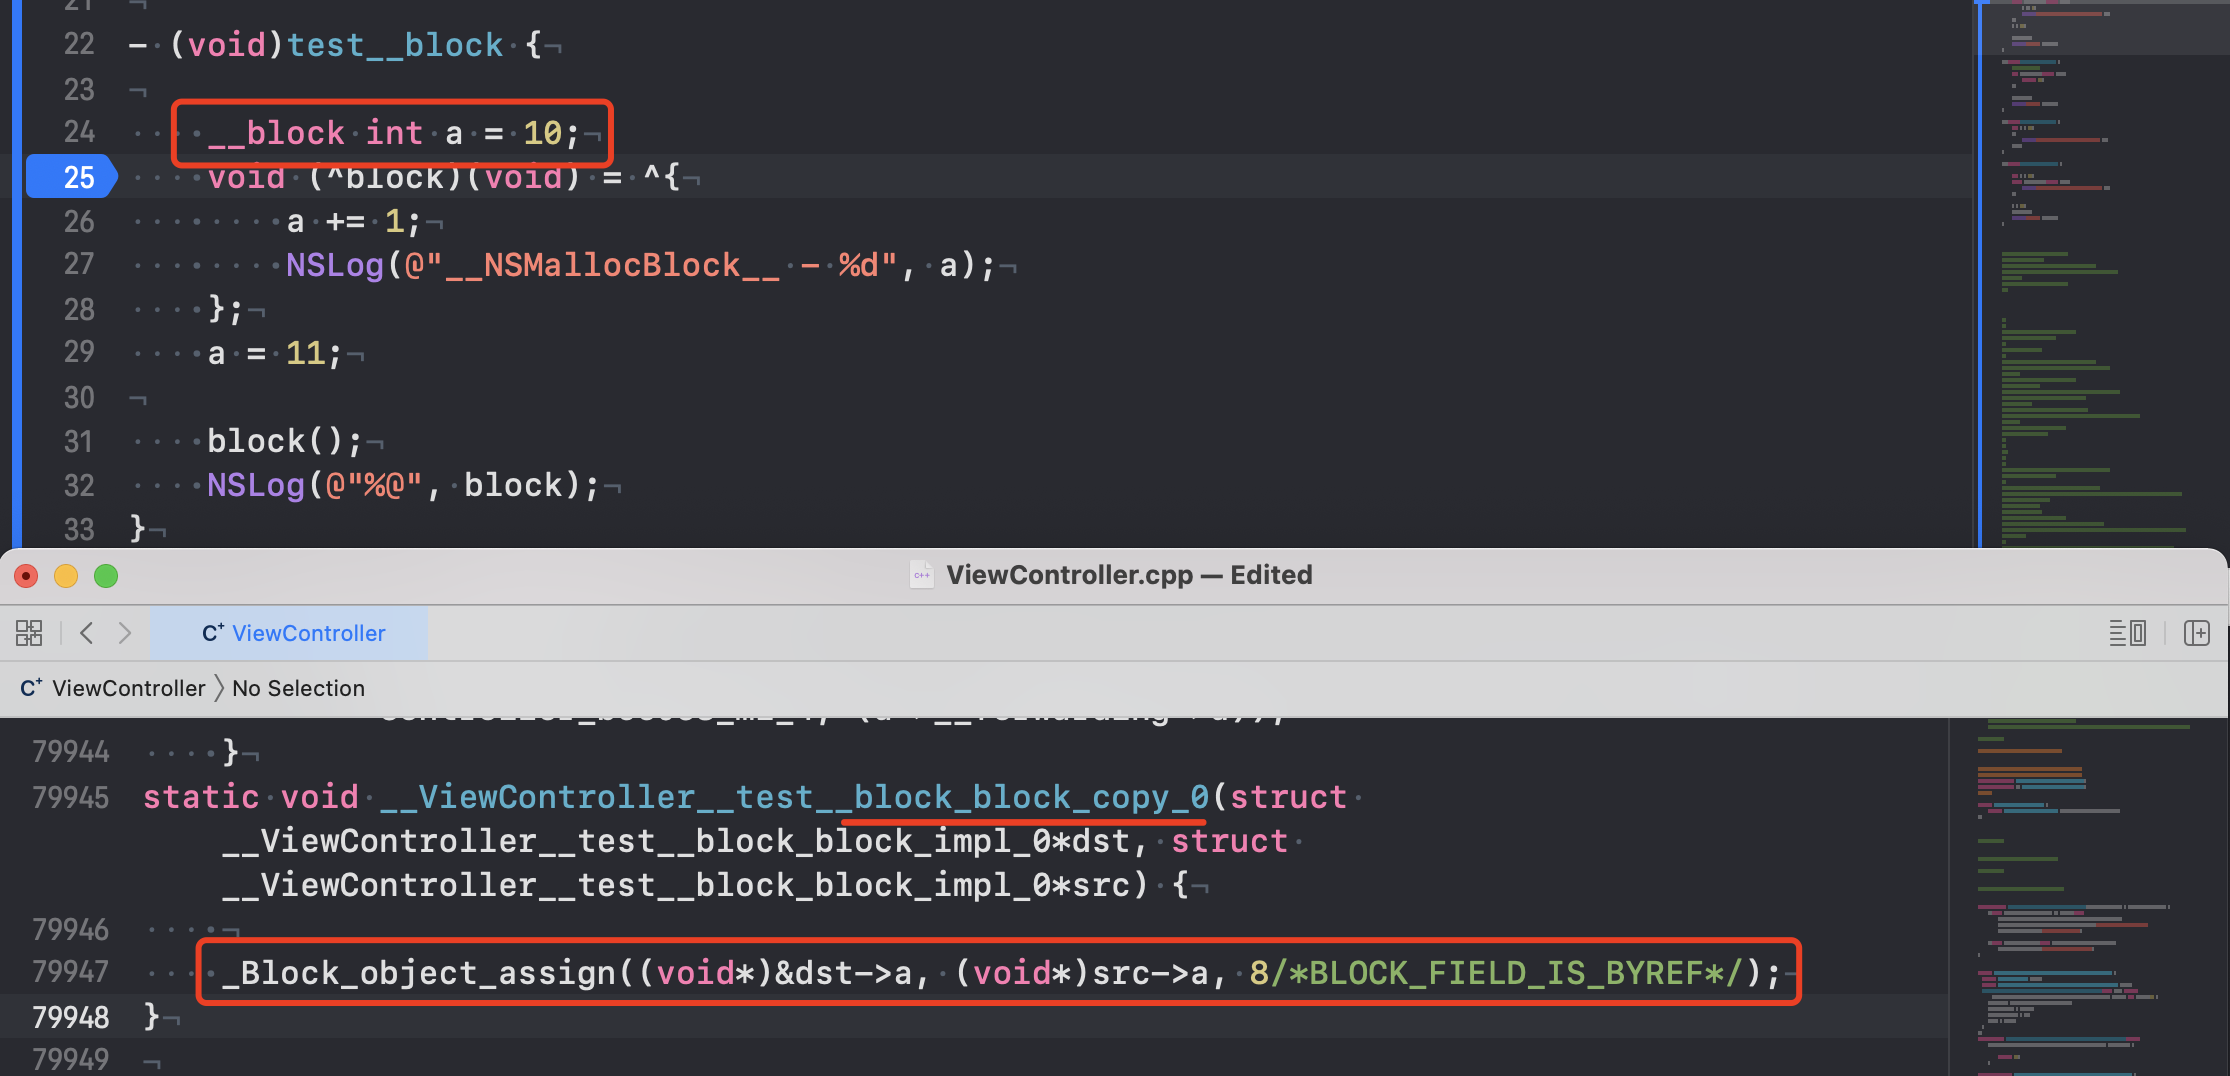 22 - (void)test__block {
23
24 __block int a = 10;
25 void (^block)(void) = ^{
26 a += 1;
27 NSLog(@"__NSMallocBlock__ - %d", a);
28 };
29 a = 11;
30
31 block();
32 NSLog(@"%@", block);
33 }
ViewController.cpp — Edited
C+ ViewController
C+ ViewController 〉 No Selection
79944 }
79945 static void __ViewController__test__block_block_copy_0(struct
__ViewController__test__block_block_impl_0*dst, struct
__ViewController__test__block_block_impl_0*src) {
79946
79947 _Block_object_assign((void*)&dst->a, (void*)src->a, 8/*BLOCK_FIELD_IS_BYREF*/);
79948 }
79949